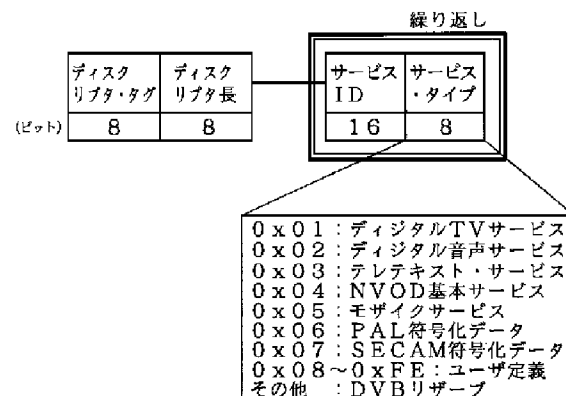 繰り返し
ディスク
リプタ・タグ
ディスク
リプタ長
サービス
ID
サービス
・タイプ
(ビット)
8
8
16
8
0x01：ディジタルTVサービス
0x02：ディジタル音声サービス
0x03：テレテキスト・サービス
0x04：NVOD基本サービス
0x05：モザイクサービス
0x06：PAL符号化データ
0x07：SECAM符号化データ
0x08～0xFE：ユーザ定義
その他　：DVBリザーブ